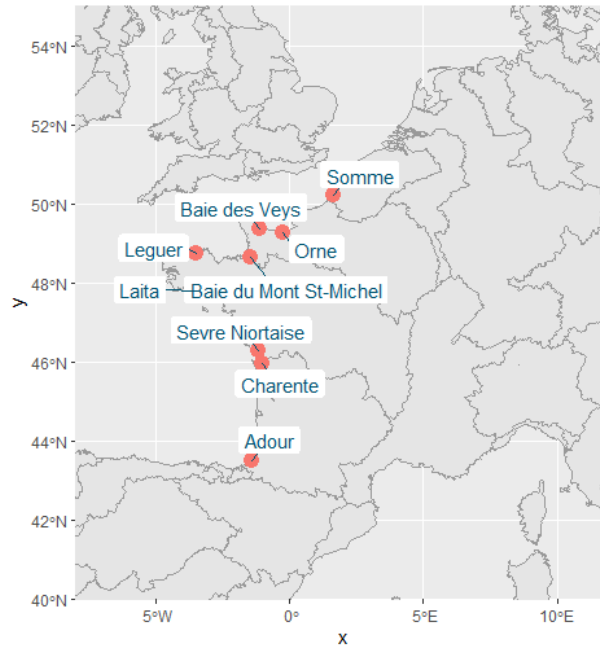 54°N
52°N
50°N
48°N
46°N
44°N
42°N
40°N
y
Somme
Baie des Veys
Leguer
Orne
Laita
Baie du Mont St-Michel
Sevre Niortaise
Charente
Adour
5°W
0°
5°E
10°E
x